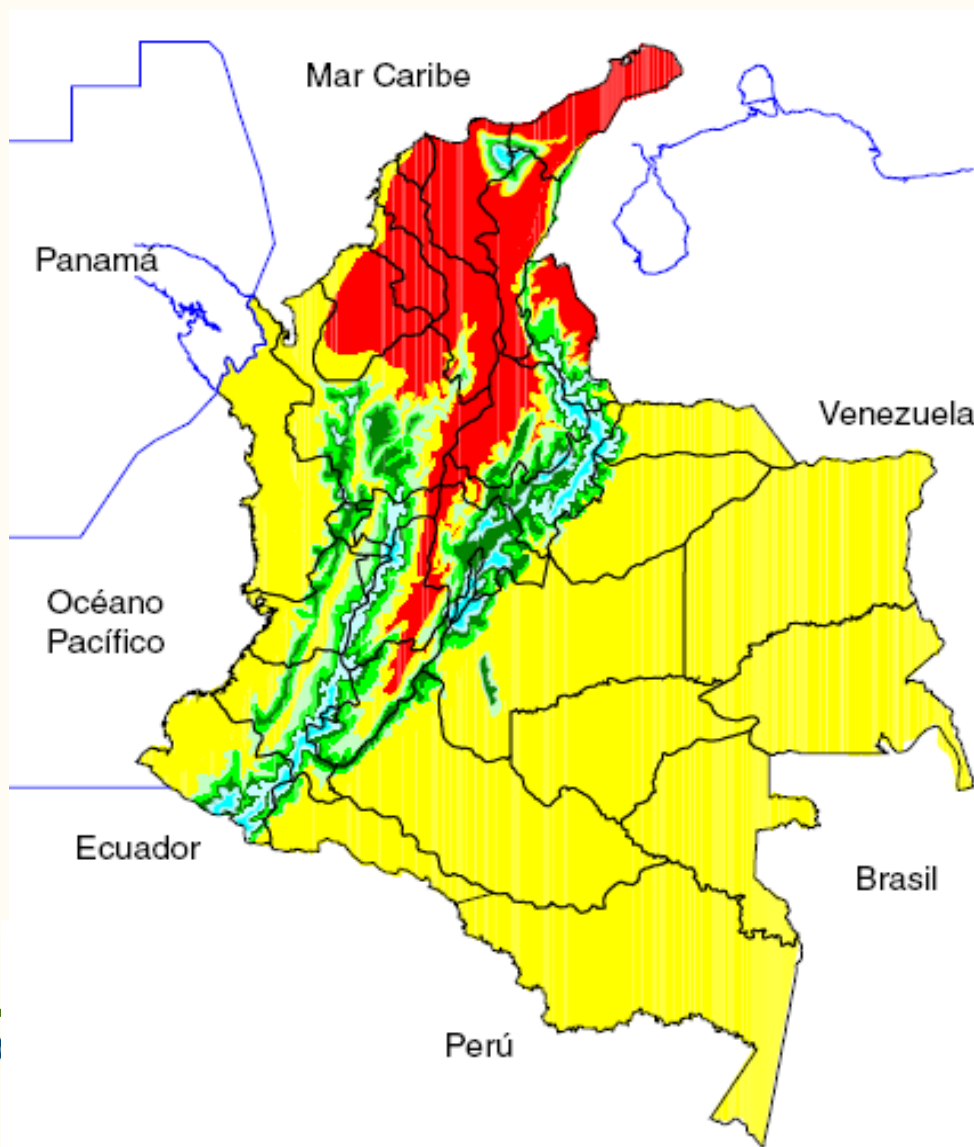 Mar Caribe
Panamá
Venezuela
Océano
Pacífico
Ecuador
Brasil
Perú